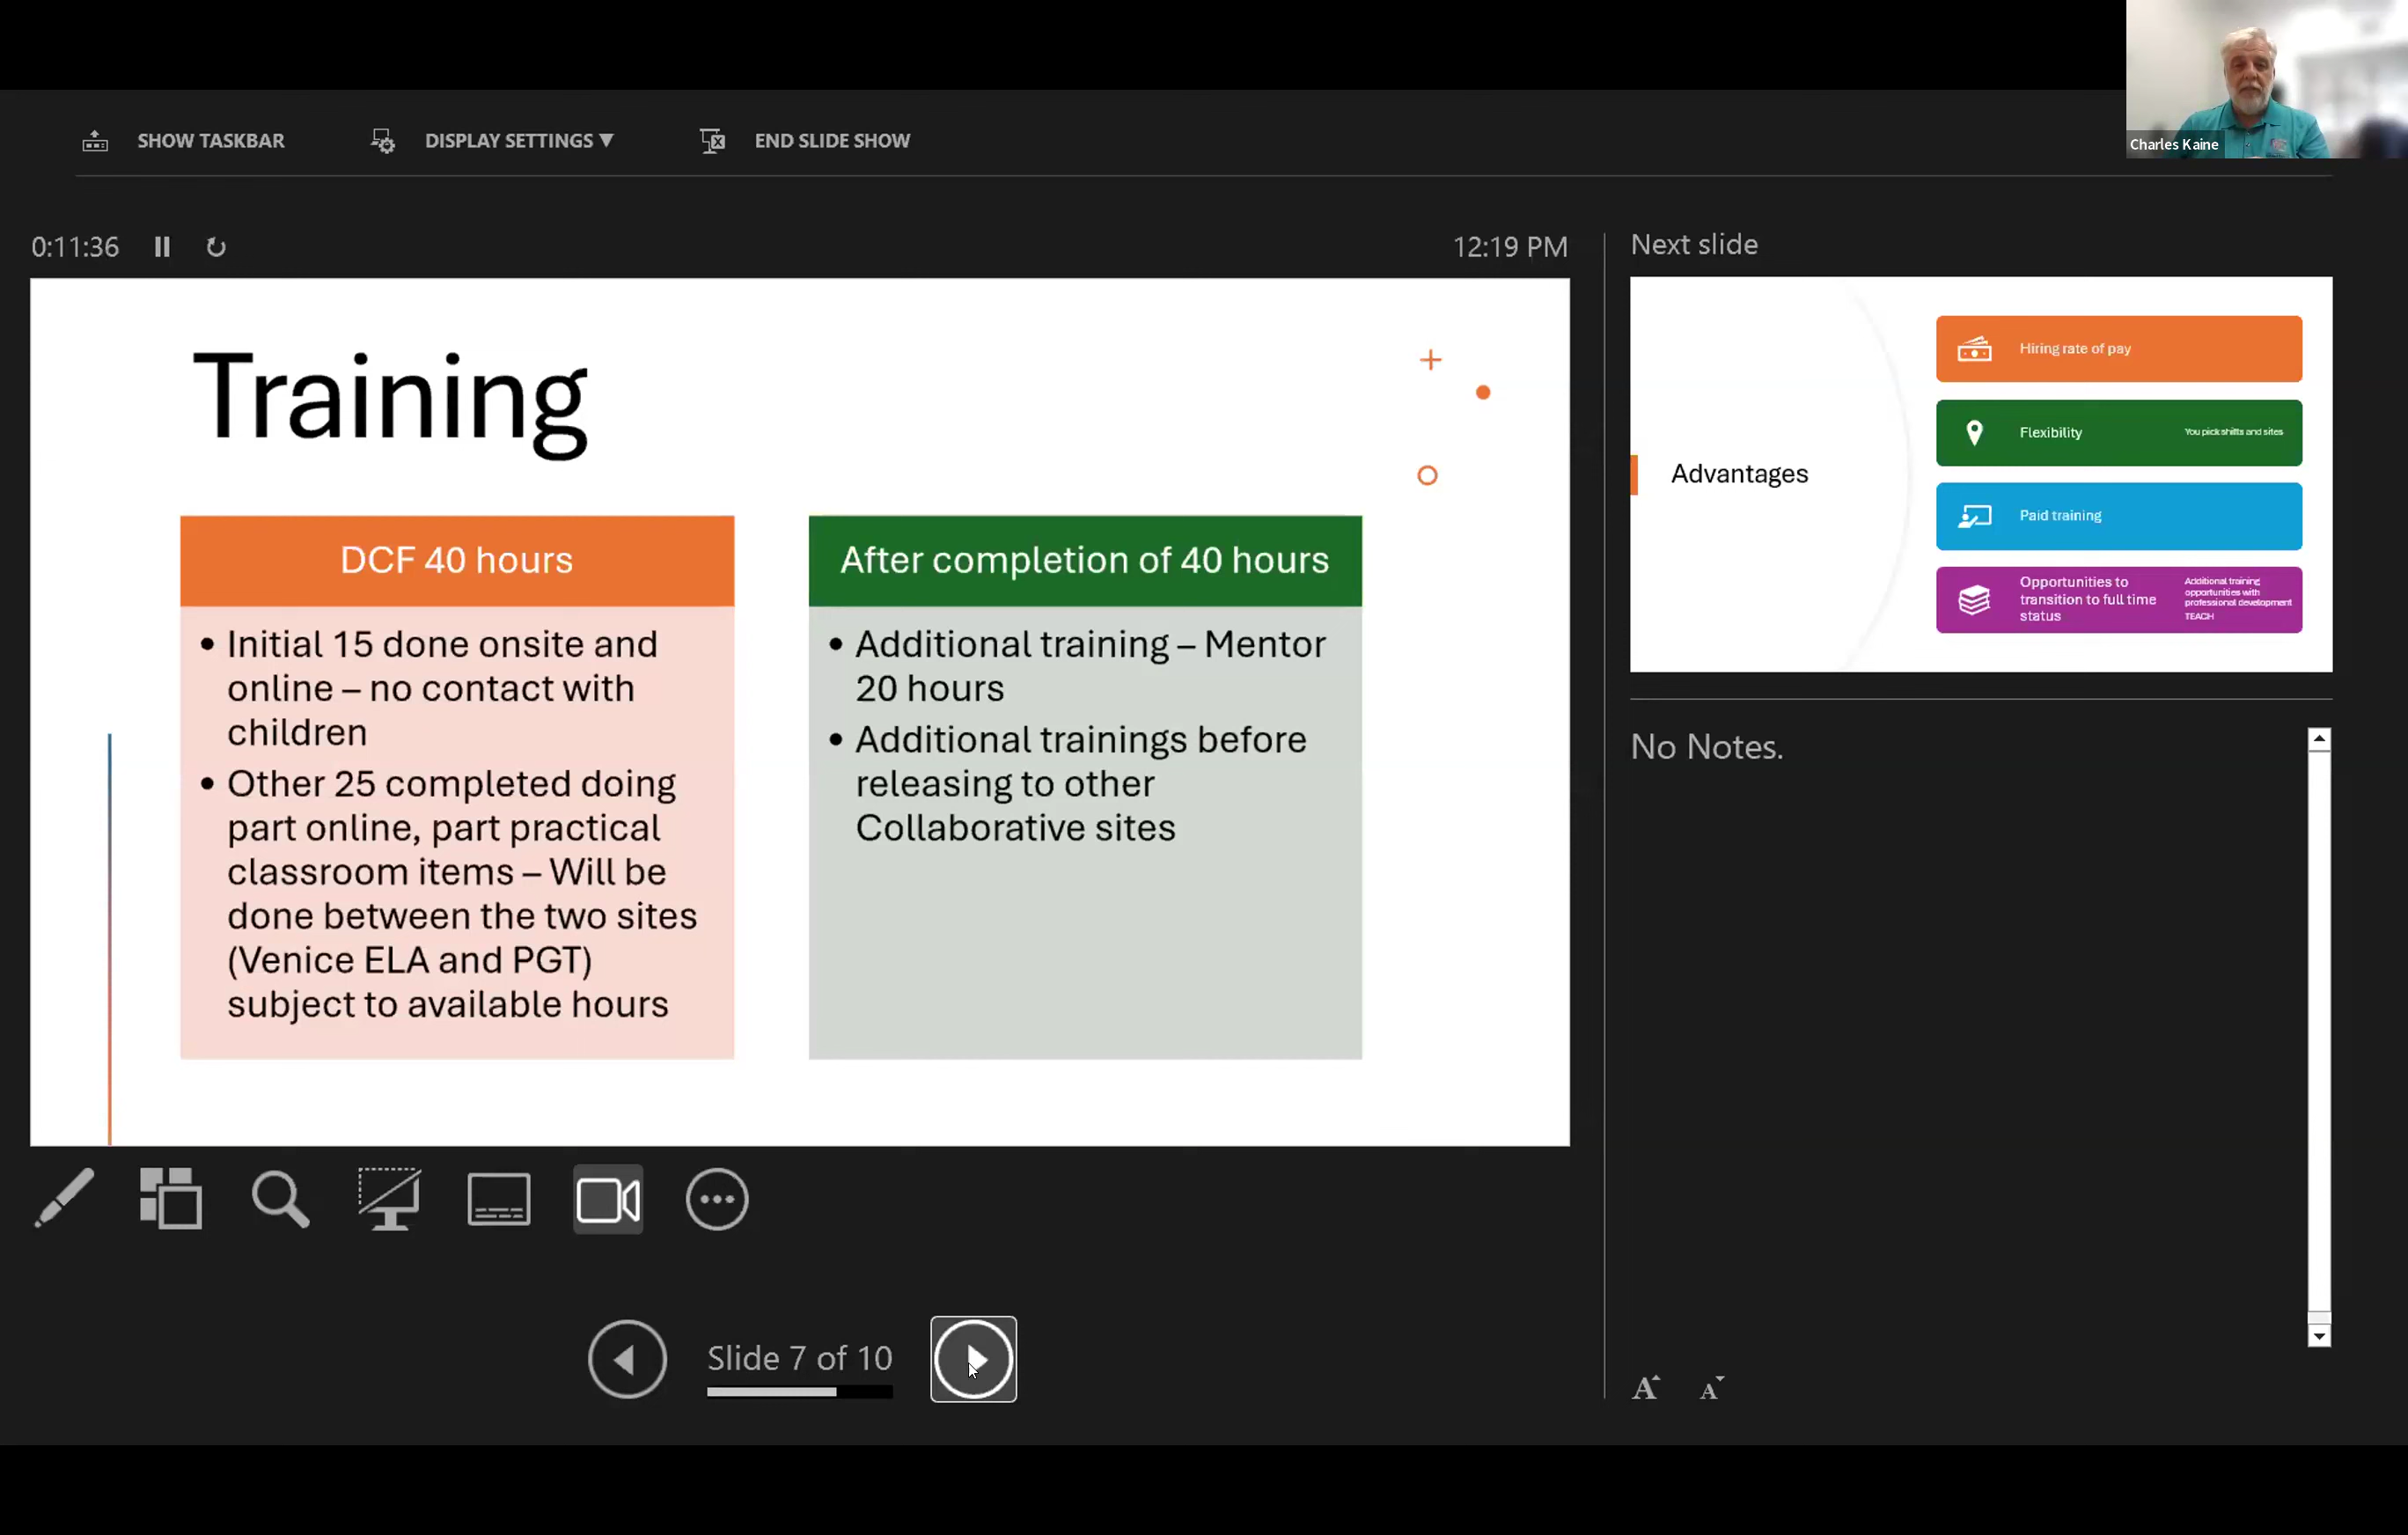 Charles Kaine
SHOW TASKBAR
DISPLAY SETTINGS ▼
END SLIDE SHOW
0:11:36
12:19 PM
Training
DCF 40 hours
• Initial 15 done onsite and
online – no contact with
children
• Other 25 completed doing
part online, part practical
classroom items – Will be
done between the two sites
(Venice ELA and PGT)
subject to available hours
After completion of 40 hours
• Additional training – Mentor
20 hours
• Additional trainings before
releasing to other
Collaborative sites
Next slide
Advantages
Hiring rate of pay
Flexibility
You pick shifts and sites
Paid training
Opportunities to
transition to full time
status
Additional training
opportunities with
professional development
TEACH
No Notes.
Slide 7 of 10
A A